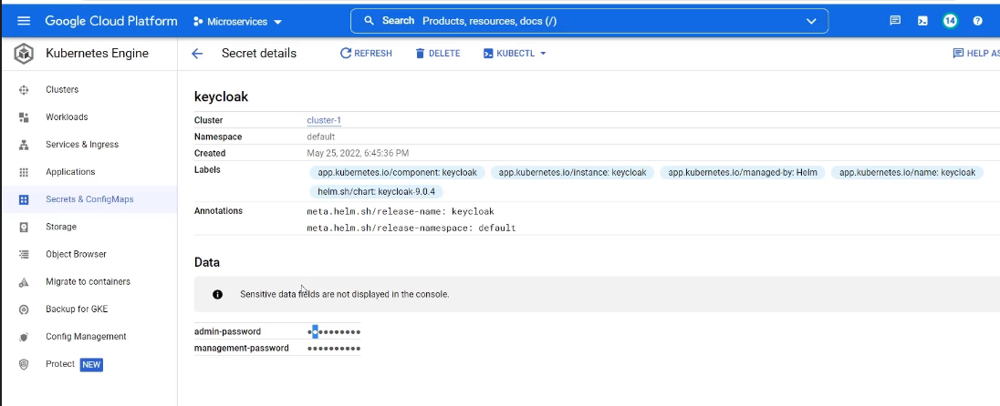 Google Cloud Platform Microservices Search Products, resources, docs (/) 14
Kubernetes Engine Secret details REFRESH DELETE KUBECTL HELP AS
Clusters
Workloads
Services & Ingress
Applications
Secrets & ConfigMaps
Storage
Object Browser
Migrate to containers
Backup for GKE
Config Management
Protect NEW
keycloak
Cluster cluster-1
Namespace default
Created May 25, 2022, 6:45:36 PM
Labels app.kubernetes.io/component: keycloak app.kubernetes.io/instance: keycloak app.kubernetes.io/managed-by: Helm app.kubernetes.io/name: keycloak
helm.sh/chart: keycloak-9.0.4
Annotations meta.helm.sh/release-name: keycloak
meta.helm.sh/release-namespace: default
Data
Sensitive data fields are not displayed in the console.
admin-password ••••••••••
management-password ••••••••••